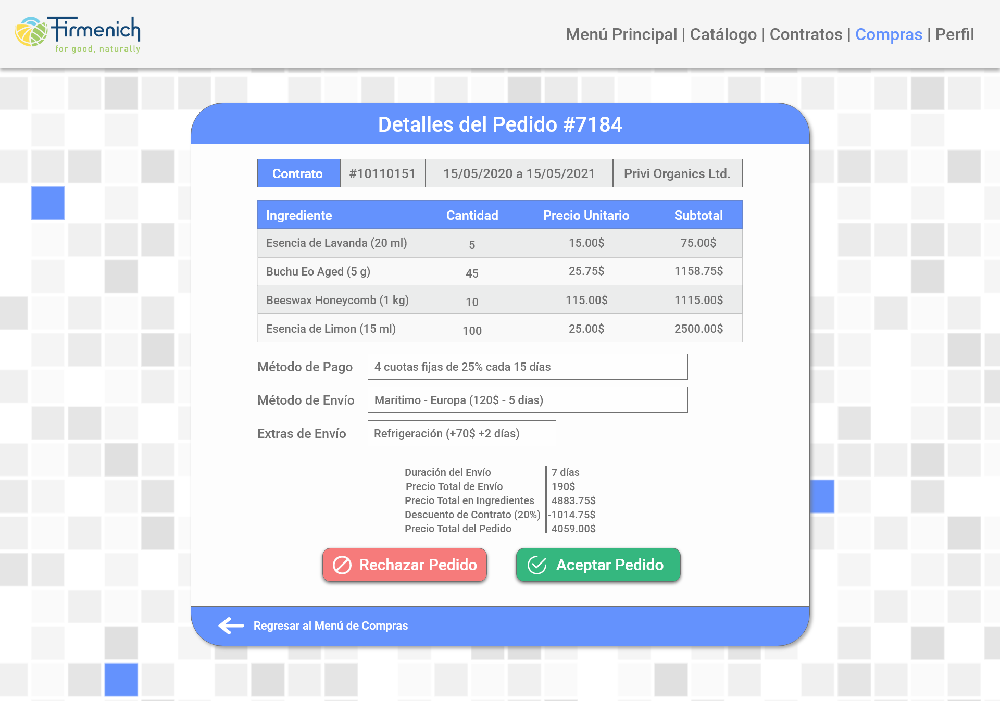 Firmenich
for good, naturally
Menú Principal | Catálogo | Contratos | Compras | Perfil
Detalles del Pedido #7184
Contrato #10110151 15/05/2020 a 15/05/2021 Privi Organics Ltd.
Ingrediente Cantidad Precio Unitario Subtotal
Esencia de Lavanda (20 ml) 5 15.00$ 75.00$
Buchu Eo Aged (5 g) 45 25.75$ 1158.75$
Beeswax Honeycomb (1 kg) 10 115.00$ 1115.00$
Esencia de Limon (15 ml) 100 25.00$ 2500.00$
Método de Pago 4 cuotas fijas de 25% cada 15 días
Método de Envío Marítimo - Europa (120$ - 5 días)
Extras de Envío Refrigeración (+70$ +2 días)
Duración del Envío 7 días
Precio Total de Envío 190$
Precio Total en Ingredientes 4883.75$
Descuento de Contrato (20%) -1014.75$
Precio Total del Pedido 4059.00$
Rechazar Pedido Aceptar Pedido
Regresar al Menú de Compras